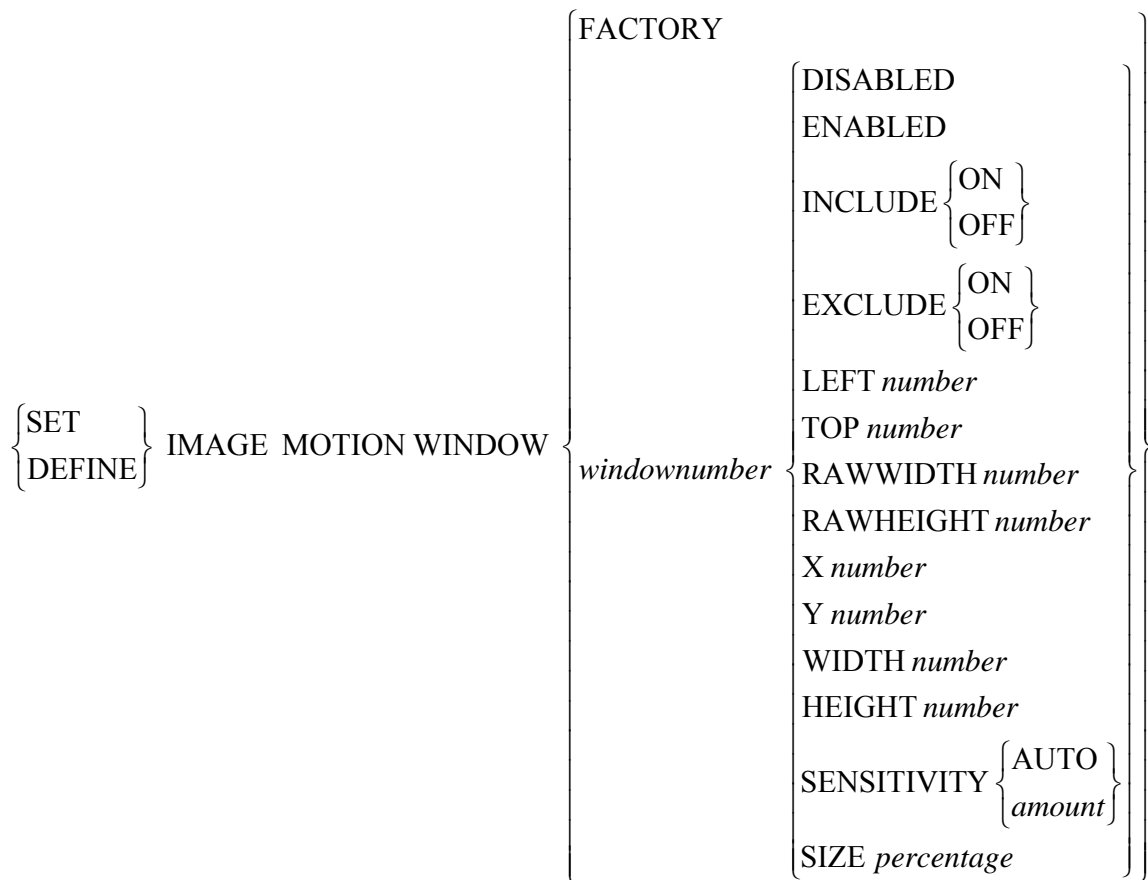 FACTORY
DISABLED
ENABLED
INCLUDE {ON
OFF}
EXCLUDE {ON
OFF}
LEFT number
{SET
DEFINE} IMAGE MOTION WINDOW
TOP number
windownumber
RAWWIDTH number
RAWHEIGHT number
X number
Y number
WIDTH number
HEIGHT number
SENSITIVITY {AUTO
amount}
SIZE percentage